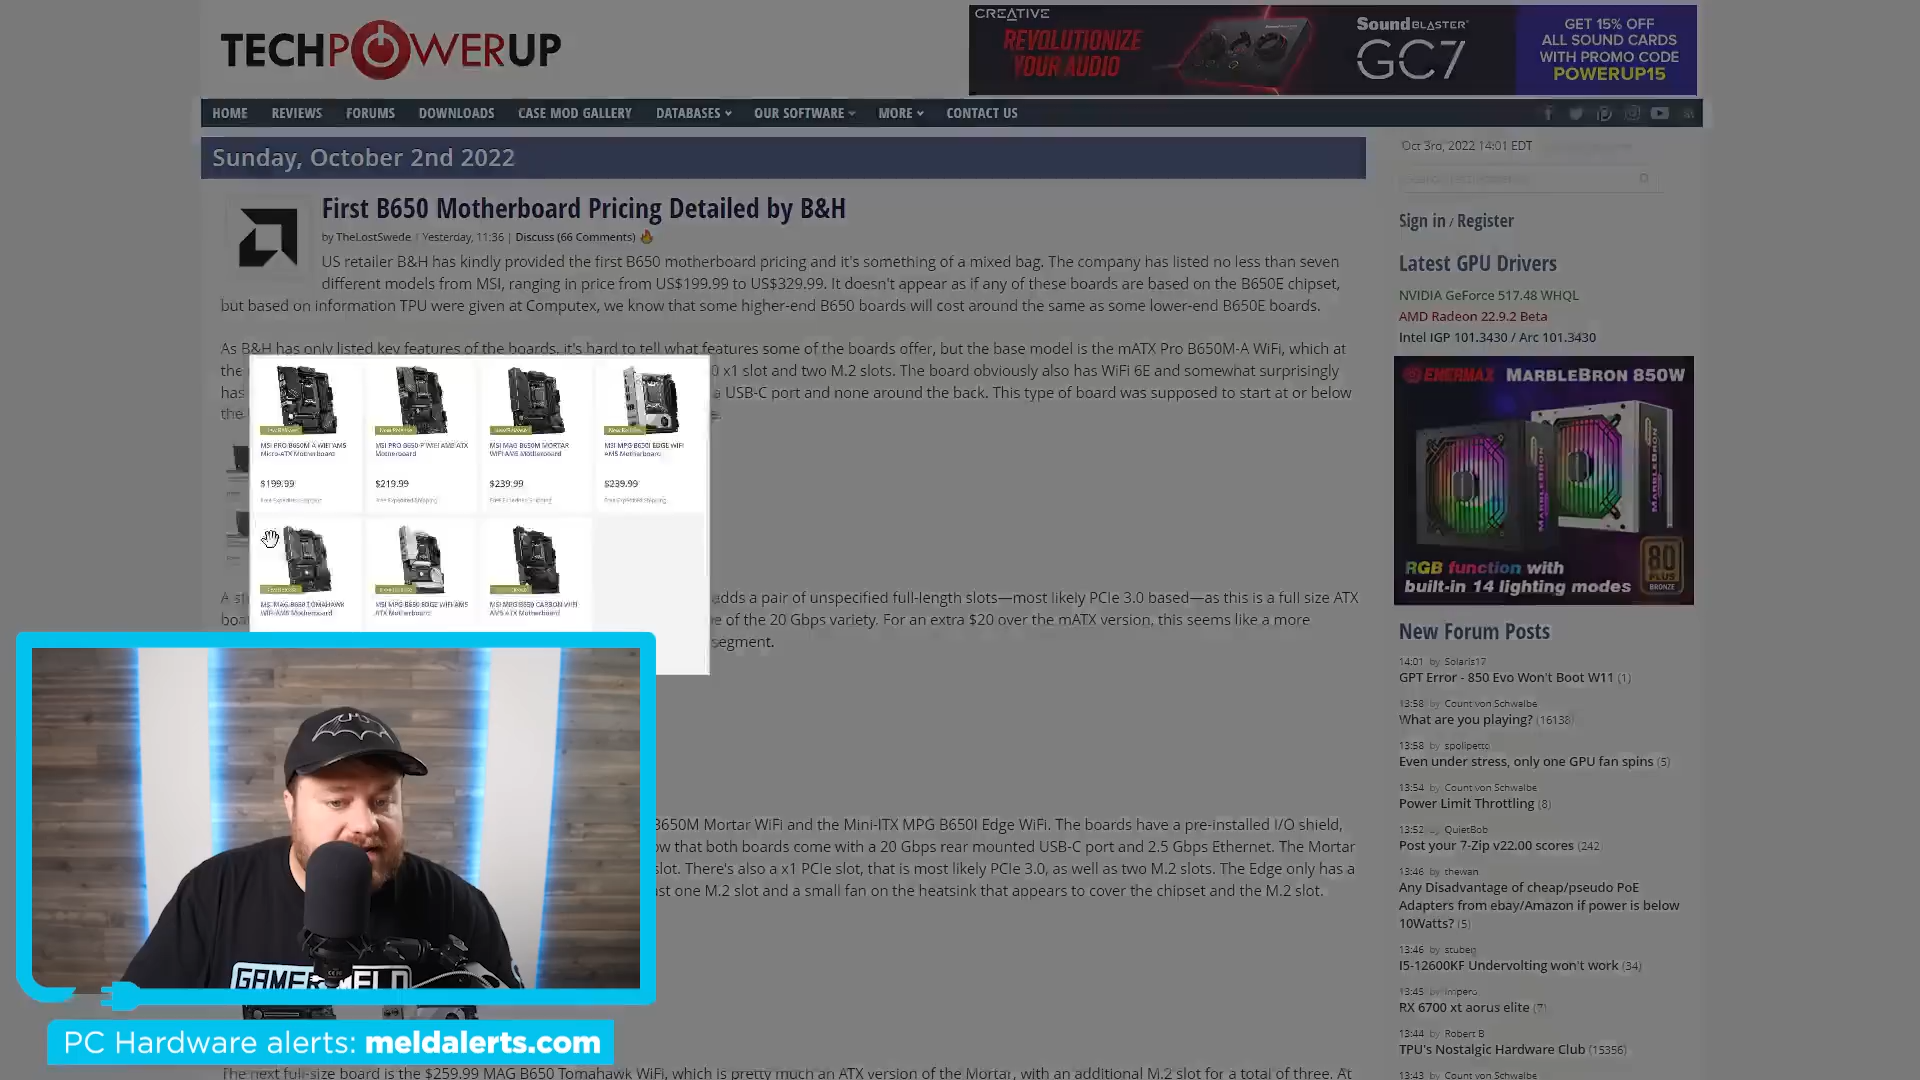 TECHPOWERUP
CREATIVE
REVOLUTIONIZE
YOUR AUDIO
SoundBLASTER
GC7
GET 15% OFF
ALL SOUND CARDS
WITH PROMO CODE
POWERUP15
HOME REVIEWS FORUMS DOWNLOADS CASE MOD GALLERY DATABASES OUR SOFTWARE MORE CONTACT US
Sunday, October 2nd 2022
First B650 Motherboard Pricing Detailed by B&H
by TheLostSwede | Yesterday, 11:36 | Discuss (66 Comments)
US retailer B&H has kindly provided the first B650 motherboard pricing and it's something of a mixed bag. The company has listed no less than seven
different models from MSI, ranging in price from US$199.99 to US$329.99. It doesn't appear as if any of these boards are based on the B650E chipset,
but based on information TPU were given at Computex, we know that some higher-end B650 boards will cost around the same as some lower-end B650E boards.
As B&H has only listed key features of the boards, it's hard to tell what features some of the boards offer, but the base model is the mATX Pro B650M-A WiFi, which at
the x1 slot and two M.2 slots. The board obviously also has WiFi 6E and somewhat surprisingly
has a USB-C port and none around the back. This type of board was supposed to start at or below
the
MSI PRO B650M-A WIFI AM5
Micro-ATX Motherboard
$199.99
Free Expedited Shipping
MSI PRO B650-P WIFI AM5 ATX
Motherboard
$219.99
Free Expedited Shipping
MSI MAG B650M MORTAR
WIFI AM5 Motherboard
$239.99
Free Expedited Shipping
MSI MPG B650I EDGE WIFI
AM5 Motherboard
$239.99
Free Expedited Shipping
MSI MAG B650 TOMAHAWK
WIFI AM5 Motherboard
MSI MPG B650 EDGE WIFI AM5
ATX Motherboard
MSI MPG B650 CARBON WIFI
AM5 ATX Motherboard
adds a pair of unspecified full-length slots—most likely PCIe 3.0 based—as this is a full size ATX
e of the 20 Gbps variety. For an extra $20 over the mATX version, this seems like a more
segment.
B650M Mortar WiFi and the Mini-ITX MPG B650I Edge WiFi. The boards have a pre-installed I/O shield,
ow that both boards come with a 20 Gbps rear mounted USB-C port and 2.5 Gbps Ethernet. The Mortar
slot. There's also a x1 PCIe slot, that is most likely PCIe 3.0, as well as two M.2 slots. The Edge only has a
st one M.2 slot and a small fan on the heatsink that appears to cover the chipset and the M.2 slot.
The next full-size board is the $259.99 MAG B650 Tomahawk WiFi, which is pretty much an ATX version of the Mortar, with an additional M.2 slot for a total of three. At
GAMERMELD
PC Hardware alerts: meldalerts.com
Oct 3rd, 2022 14:01 EDT
Sign in / Register
Latest GPU Drivers
NVIDIA GeForce 517.48 WHQL
AMD Radeon 22.9.2 Beta
Intel IGP 101.3430 / Arc 101.3430
ENERMAX MARBLEBRON 850W
MARBLEBRON
MARBLEBRON
RGB function with
built-in 14 lighting modes
80
PLUS
BRONZE
New Forum Posts
14:01 by Solaris17
GPT Error - 850 Evo Won't Boot W11 (1)
13:58 by Count von Schwalbe
What are you playing? (16138)
13:58 by spolipetto
Even under stress, only one GPU fan spins (5)
13:54 by Count von Schwalbe
Power Limit Throttling (8)
13:52 by QuietBob
Post your 7-Zip v22.00 scores (242)
13:46 by thewan
Any Disadvantage of cheap/pseudo PoE
Adapters from ebay/Amazon if power is below
10Watts? (5)
13:46 by stuben
I5-12600KF Undervolting won't work (34)
13:45 by Impero
RX 6700 xt aorus elite (7)
13:44 by Robert B
TPU's Nostalgic Hardware Club (15356)
13:43 by Count von Schwalbe